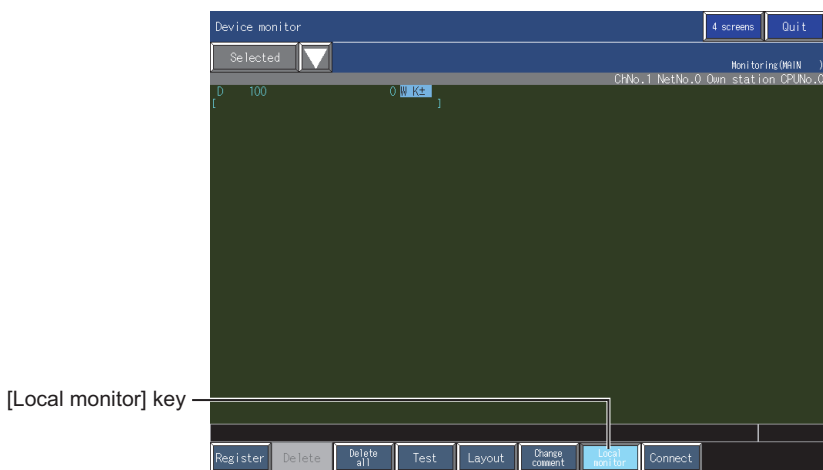 Device monitor
4 screens
Quit
Selected
Monitoring(MAIN )
ChNo.1 NetNo.0 Own station CPUNo.0
D 100 0 W K±
[ ]
[Local monitor] key
Register
Delete
Delete
all
Test
Layout
Change
comment
Local
monitor
Connect